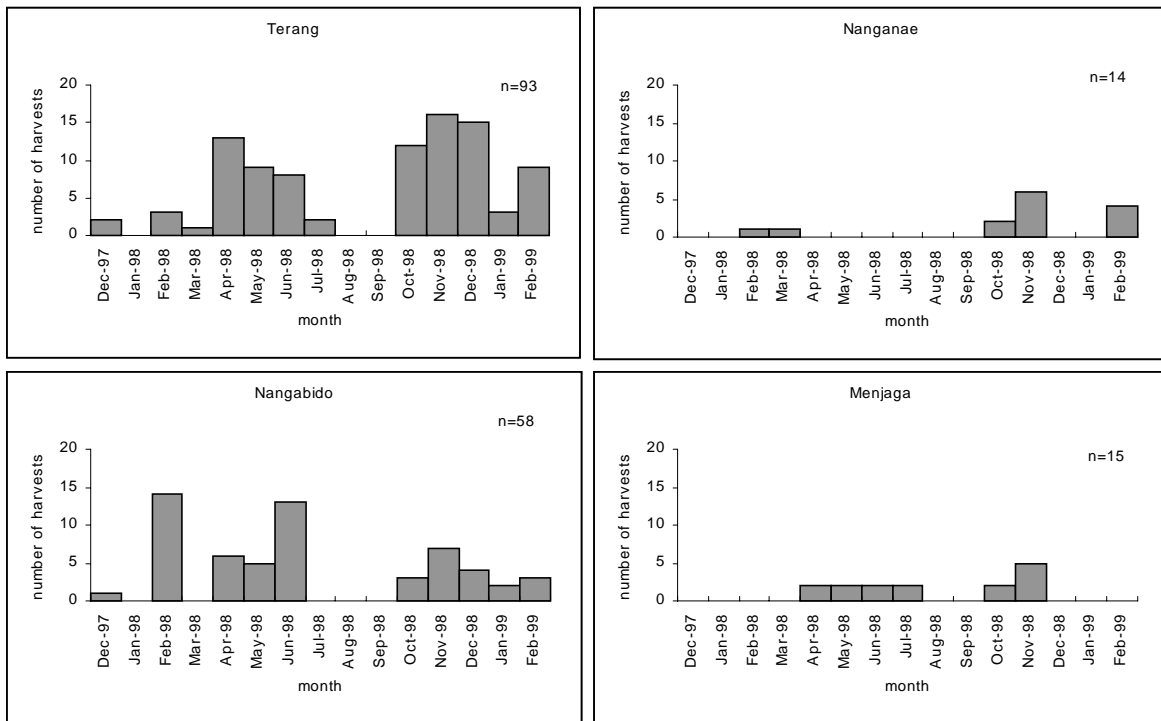 Terang
n=93
number of harvests
20
15
10
5
0
Dec-97
Jan-98
Feb-98
Mar-98
Apr-98
May-98
Jun-98
Jul-98
Aug-98
Sep-98
Oct-98
Nov-98
Dec-98
Jan-99
Feb-99
month
Nanganae
n=14
number of harvests
20
15
10
5
0
Dec-97
Jan-98
Feb-98
Mar-98
Apr-98
May-98
Jun-98
Jul-98
Aug-98
Sep-98
Oct-98
Nov-98
Dec-98
Jan-99
Feb-99
month
Nangabido
n=58
number of harvests
20
15
10
5
0
Dec-97
Jan-98
Feb-98
Mar-98
Apr-98
May-98
Jun-98
Jul-98
Aug-98
Sep-98
Oct-98
Nov-98
Dec-98
Jan-99
Feb-99
month
Menjaga
n=15
number of harvests
20
15
10
5
0
Dec-97
Jan-98
Feb-98
Mar-98
Apr-98
May-98
Jun-98
Jul-98
Aug-98
Sep-98
Oct-98
Nov-98
Dec-98
Jan-99
Feb-99
month